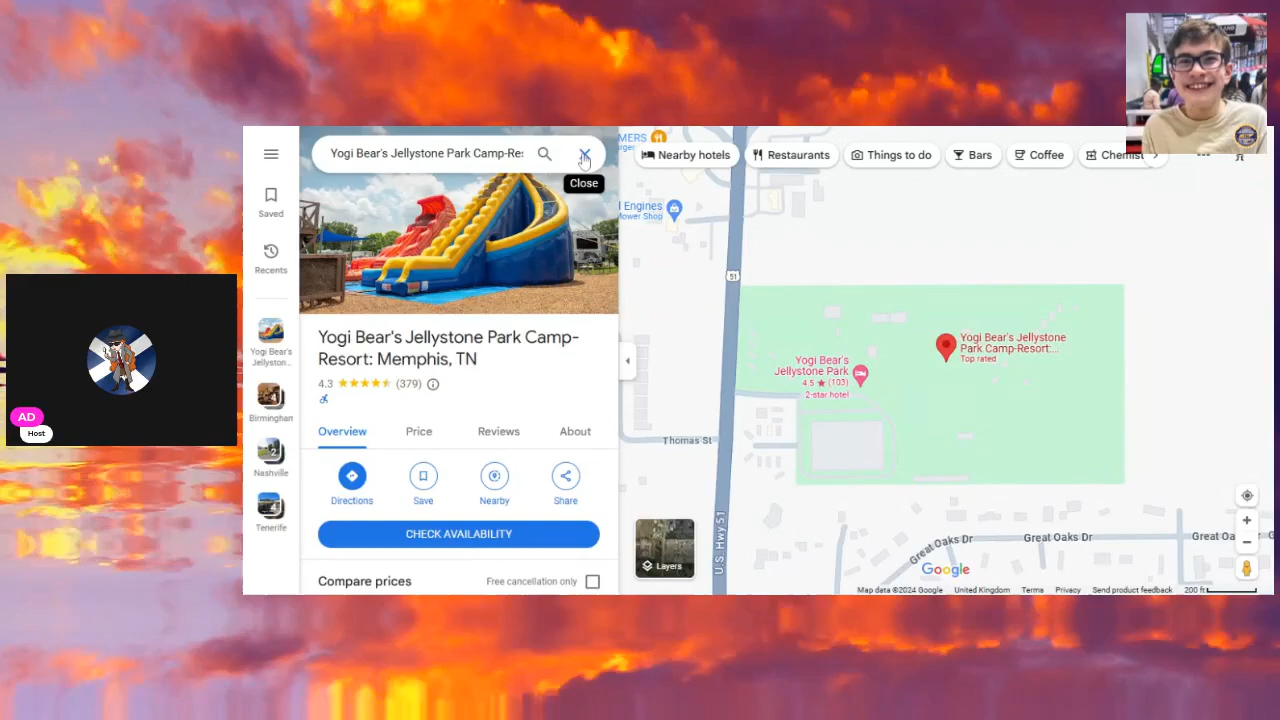 Yogi Bear's Jellystone Park Camp-Re:
Close
Saved
Recents
Yogi Bear's
Jellyston..
Birmingham
2
Nashville
4
Tenerife
Yogi Bear's Jellystone Park Camp-
Resort: Memphis, TN
4.3 ★★★★★ (379)
Overview Price Reviews About
Directions Save Nearby Share
CHECK AVAILABILITY
Compare prices Free cancellation only
MERS
urger
Nearby hotels Restaurants Things to do Bars Coffee Chemist
l Engines
Mower Shop
51
Yogi Bear's
Jellystone Park
4.5 ★ (103)
2-star hotel
Yogi Bear's Jellystone
Park Camp-Resort:...
Top rated
Thomas St
U.S. Hwy 51
Great Oaks Dr
Great Oaks Dr
Great Oa
Layers
Google
Map data ©2024 Google United Kingdom Terms Privacy Send product feedback 200 ft
AD
Host